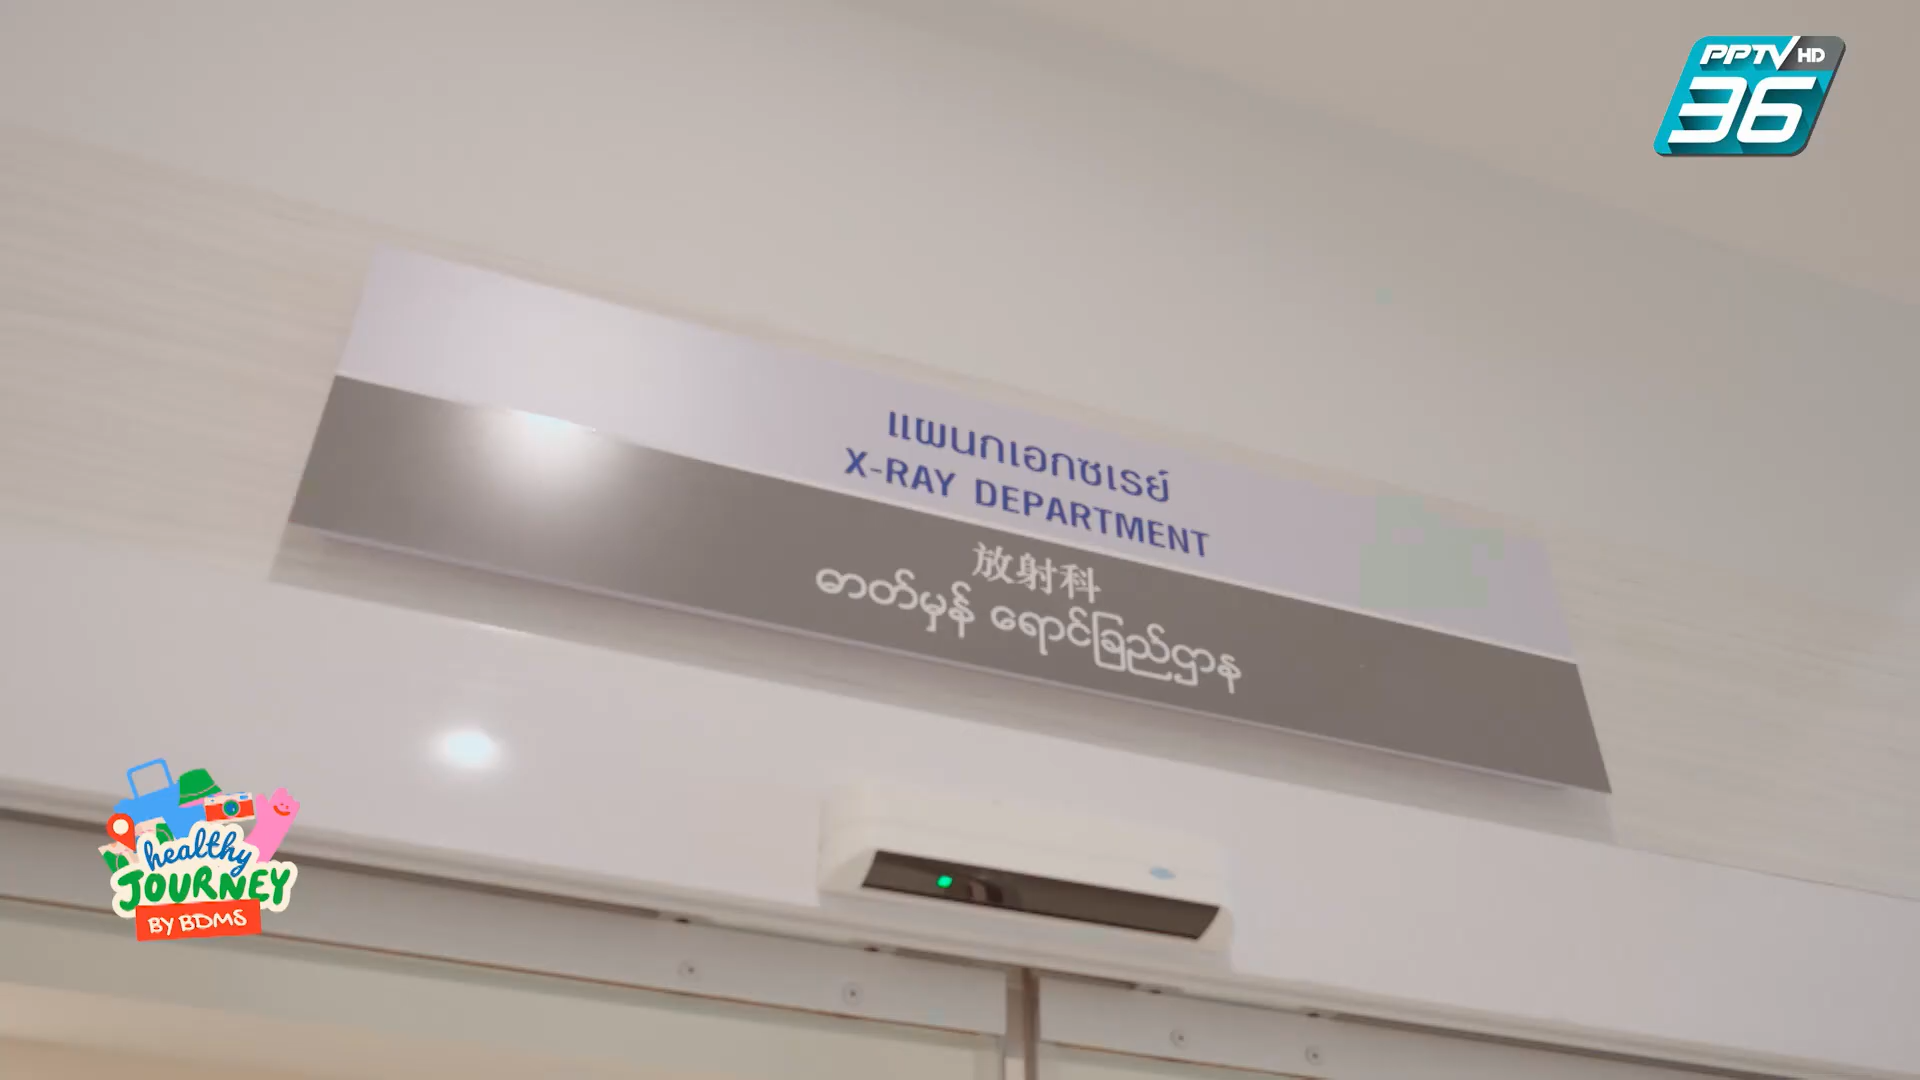 PPTV HD
36
แผนกเอกซเรย์
X-RAY DEPARTMENT
放射科
ဓာတ်မှန် ရောင်ခြည်ဌာန
healthy
JOURNEY
BY BDMS